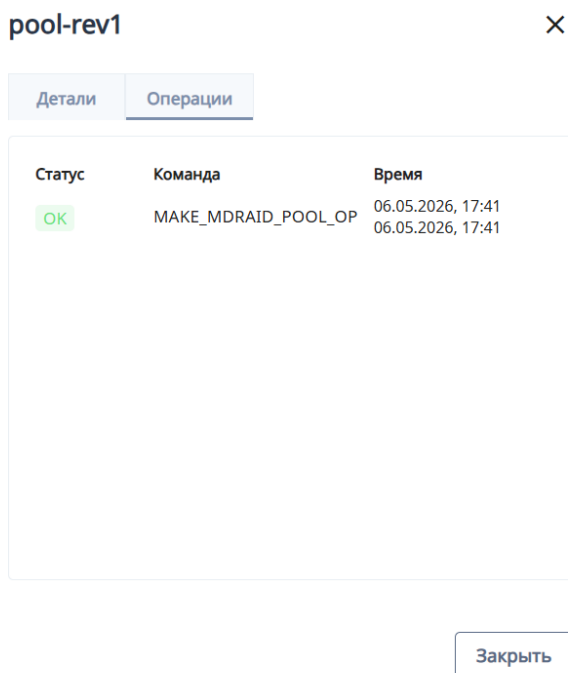 pool-rev1
Детали Операции
Статус Команда Время
OK MAKE_MDRAID_POOL_OP 06.05.2026, 17:41
06.05.2026, 17:41
Закрыть